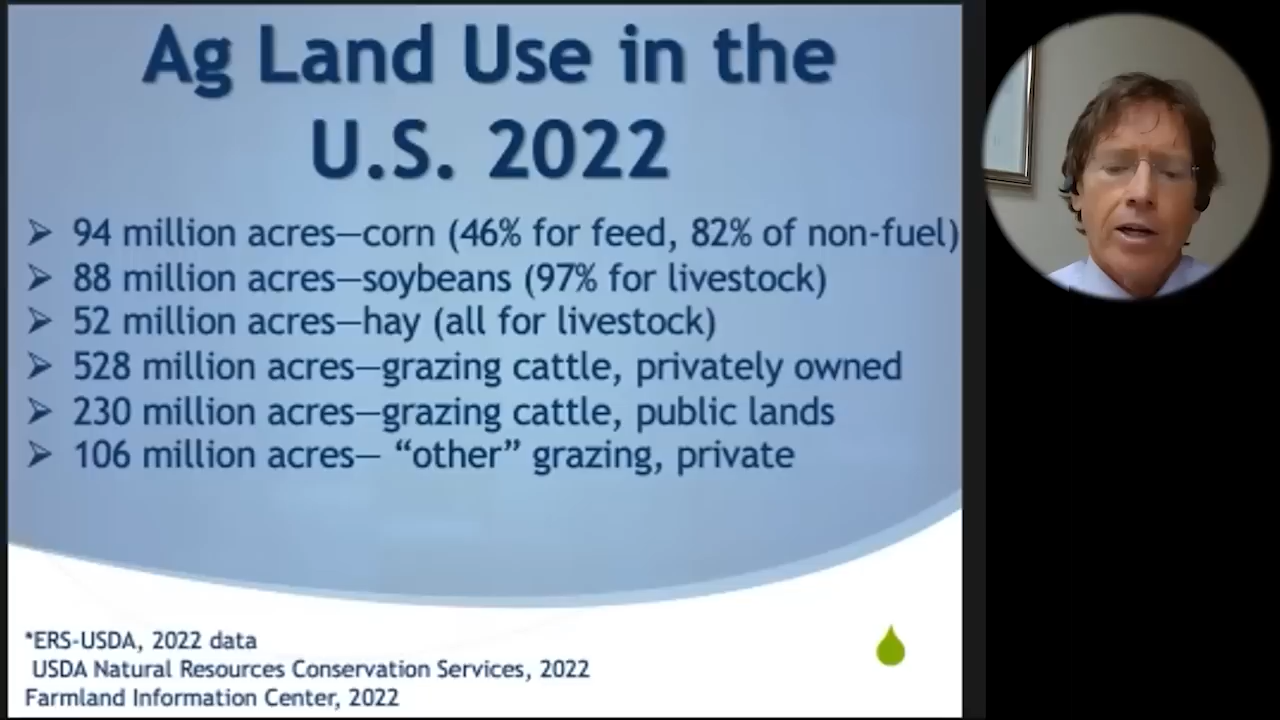 Ag Land Use in the
U.S. 2022
➢ 94 million acres—corn (46% for feed, 82% of non-fuel)
➢ 88 million acres—soybeans (97% for livestock)
➢ 52 million acres—hay (all for livestock)
➢ 528 million acres—grazing cattle, privately owned
➢ 230 million acres—grazing cattle, public lands
➢ 106 million acres— “other” grazing, private
*ERS-USDA, 2022 data
USDA Natural Resources Conservation Services, 2022
Farmland Information Center, 2022